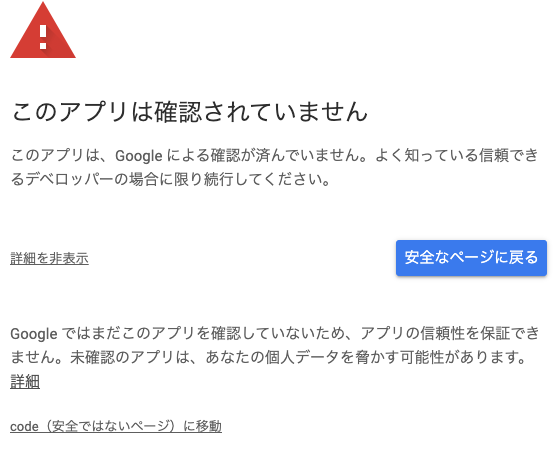 このアプリは確認されていません
このアプリは、Google による確認が済んでいません。よく知っている信頼でき
るデベロッパーの場合に限り続行してください。
詳細を非表示
安全なページに戻る
Google ではまだこのアプリを確認していないため、アプリの信頼性を保証でき
ません。未確認のアプリは、あなたの個人データを脅かす可能性があります。
詳細
code（安全ではないページ）に移動